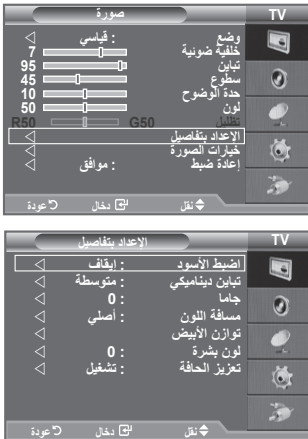 TV
صورة
وضع : قياسي
خلفية ضوئية 7
تباين 95
سطوع 45
حدة الوضوح 10
لون 50
تظليل G50 R50
الاعداد بتفاصيل
خيارات الصورة
إعادة ضبط : موافق
نقل دخال عودة
TV
الاعداد بتفاصيل
اضبط الأسود : إيقاف
تباين ديناميكي : متوسطة
جاما : 0
مسافة اللون : أصلي
توازن الأبيض
لون بشرة : 0
تعزيز الحافة : تشغيل
نقل دخال عودة